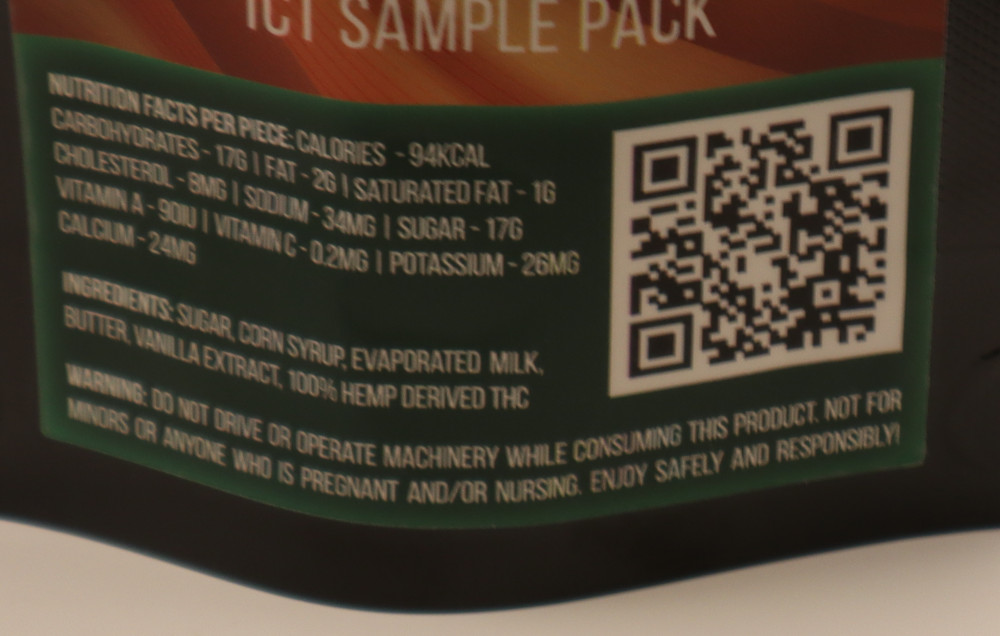 ICT SAMPLE PACK
NUTRITION FACTS PER PIECE: CALORIES - 94KCAL
CARBOHYDRATES - 17G | FAT - 2G | SATURATED FAT - 1G
CHOLESTEROL - 8MG | SODIUM - 34MG | SUGAR - 17G
VITAMIN A - 90IU | VITAMIN C - 0.2MG | POTASSIUM - 26MG
CALCIUM - 24MG
INGREDIENTS: SUGAR, CORN SYRUP, EVAPORATED MILK,
BUTTER, VANILLA EXTRACT, 100% HEMP DERIVED THC
WARNING: DO NOT DRIVE OR OPERATE MACHINERY WHILE CONSUMING THIS PRODUCT. NOT FOR
MINORS OR ANYONE WHO IS PREGNANT AND/OR NURSING. ENJOY SAFELY AND RESPONSIBLY!